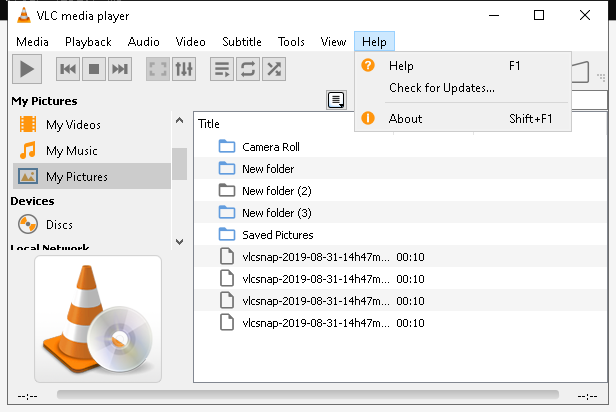 VLC media player
Media Playback Audio Video Subtitle Tools View Help
Help F1
Check for Updates...
About Shift+F1
My Pictures
My Videos
My Music
My Pictures
Devices
Discs
Local Network
Title
Camera Roll
New folder
New folder (2)
New folder (3)
Saved Pictures
vlcsnap-2019-08-31-14h47m... 00:10
vlcsnap-2019-08-31-14h47m... 00:10
vlcsnap-2019-08-31-14h47m... 00:10
vlcsnap-2019-08-31-14h47m... 00:10
--:-- --:--